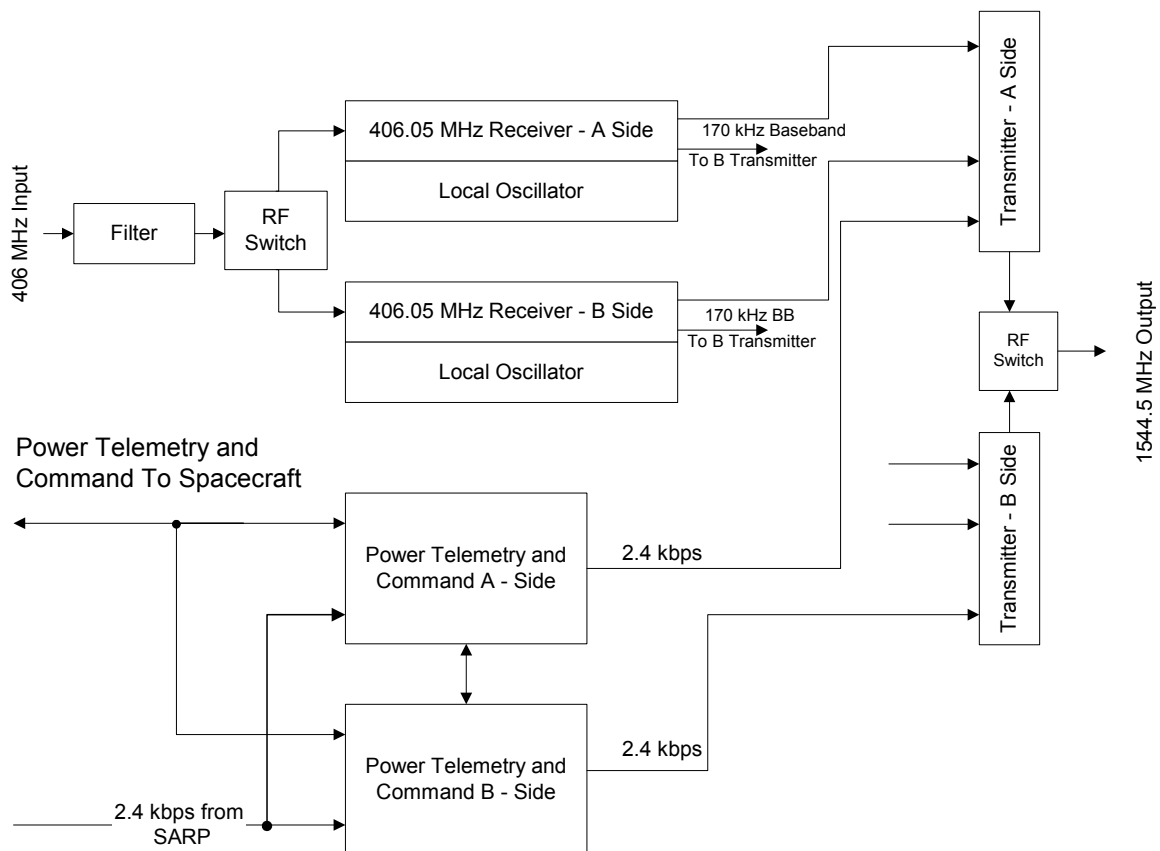 406 MHz Input
Filter
RF
Switch
406.05 MHz Receiver - A Side
Local Oscillator
170 kHz Baseband
To B Transmitter
406.05 MHz Receiver - B Side
Local Oscillator
170 kHz BB
To B Transmitter
Transmitter - A Side
RF
Switch
1544.5 MHz Output
Transmitter - B Side
Power Telemetry and
Command To Spacecraft
Power Telemetry and
Command A - Side
2.4 kbps
Power Telemetry and
Command B - Side
2.4 kbps
2.4 kbps from
SARP